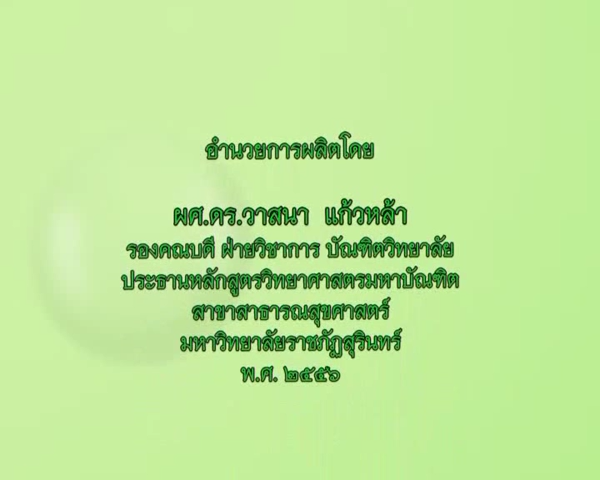 อำนวยการผลิตโดย
ผศ.ดร.วาสนา แก้วหล้า
รองคณบดี ฝ่ายวิชาการ บัณฑิตวิทยาลัย
ประธานหลักสูตรวิทยาศาสตรมหาบัณฑิต
สาขาสาธารณสุขศาสตร์
มหาวิทยาลัยราชภัฏสุรินทร์
พ.ศ. ๒๕๕๖